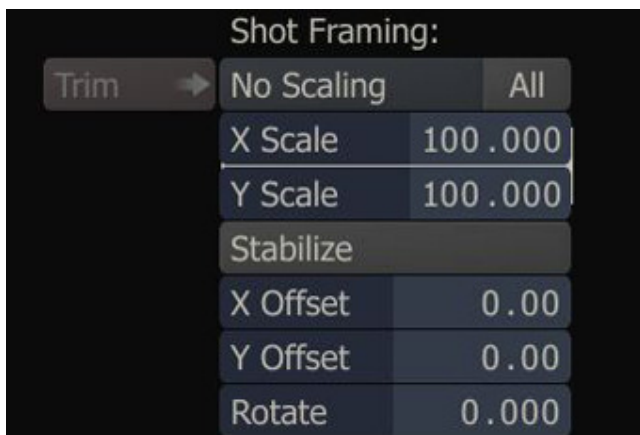 Shot Framing:
Trim No Scaling All
X Scale 100.000
Y Scale 100.000
Stabilize
X Offset 0.00
Y Offset 0.00
Rotate 0.000